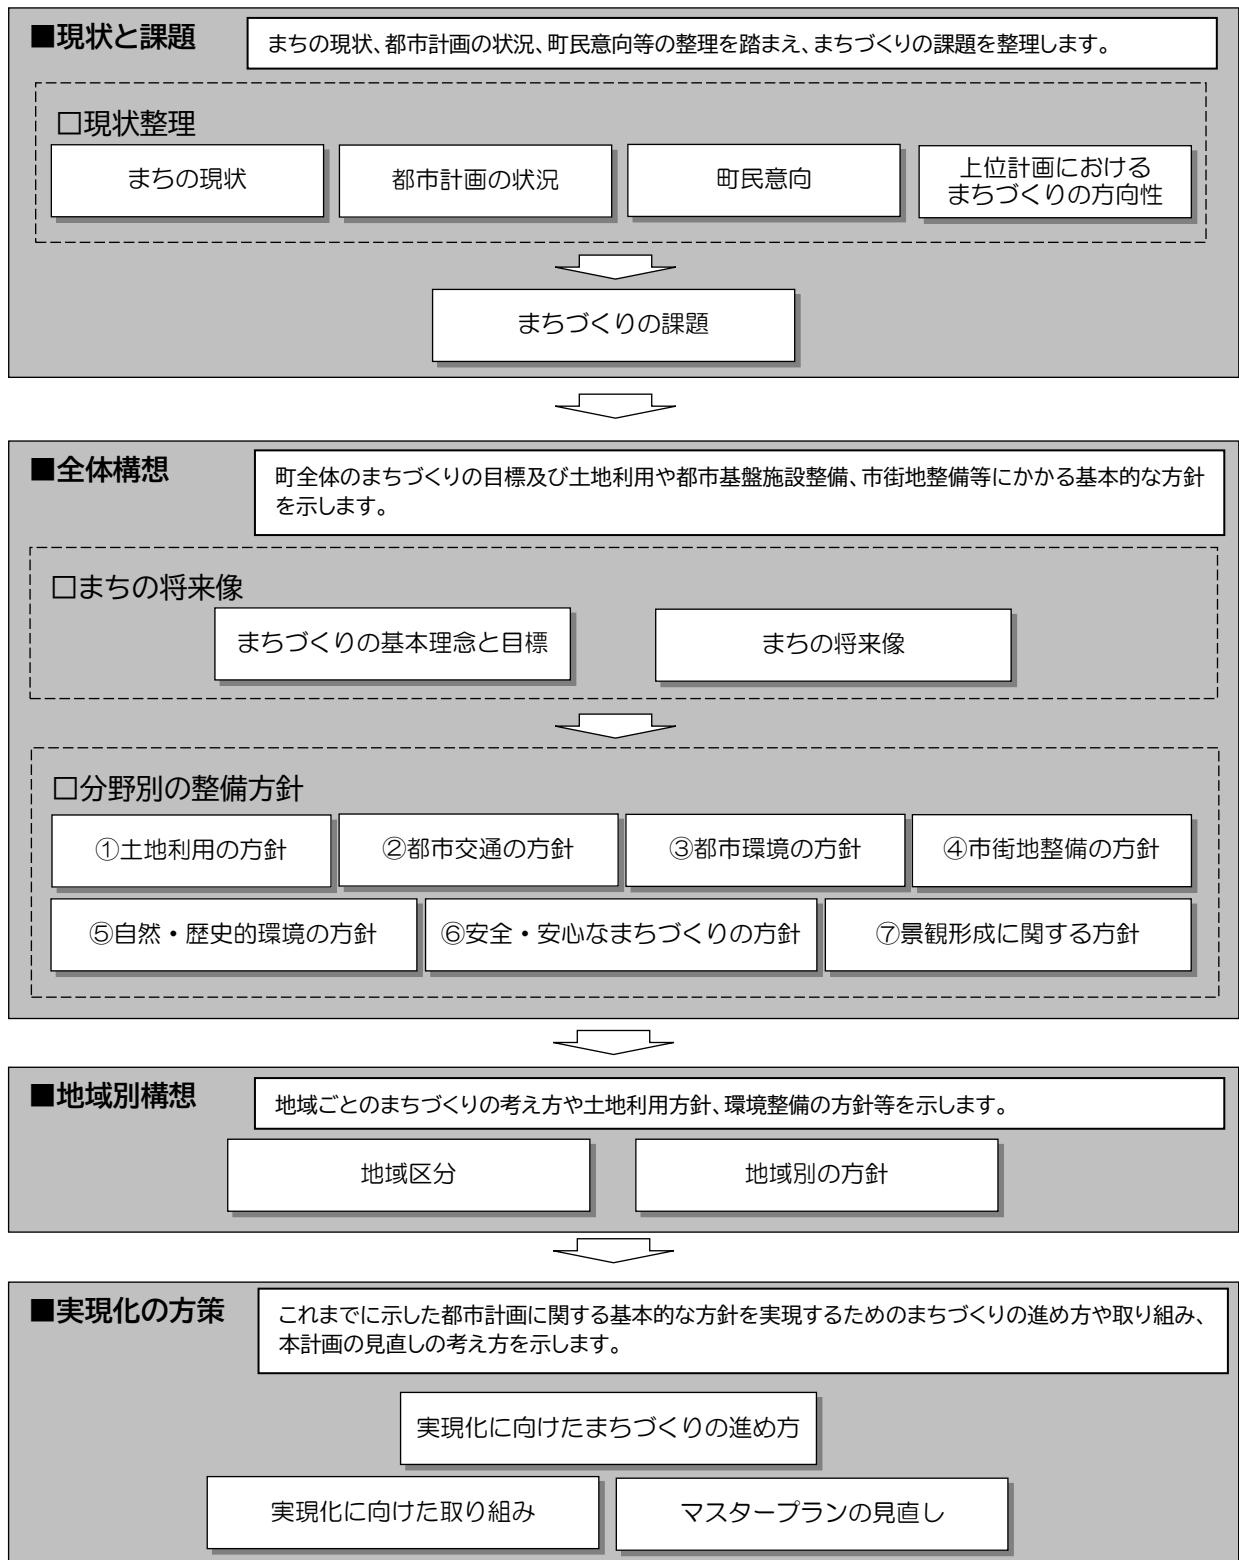 ■現状と課題
まちの現状、都市計画の状況、町民意向等の整理を踏まえ、まちづくりの課題を整理します。
□現状整理
まちの現状
都市計画の状況
町民意向
上位計画における
まちづくりの方向性
まちづくりの課題
■全体構想
町全体のまちづくりの目標及び土地利用や都市基盤施設整備、市街地整備等にかかる基本的な方針
を示します。
□まちの将来像
まちづくりの基本理念と目標
まちの将来像
□分野別の整備方針
①土地利用の方針
②都市交通の方針
③都市環境の方針
④市街地整備の方針
⑤自然・歴史的環境の方針
⑥安全・安心なまちづくりの方針
⑦景観形成に関する方針
■地域別構想
地域ごとのまちづくりの考え方や土地利用方針、環境整備の方針等を示します。
地域区分
地域別の方針
■実現化の方策
これまでに示した都市計画に関する基本的な方針を実現するためのまちづくりの進め方や取り組み、
本計画の見直しの考え方を示します。
実現化に向けたまちづくりの進め方
実現化に向けた取り組み
マスタープランの見直し